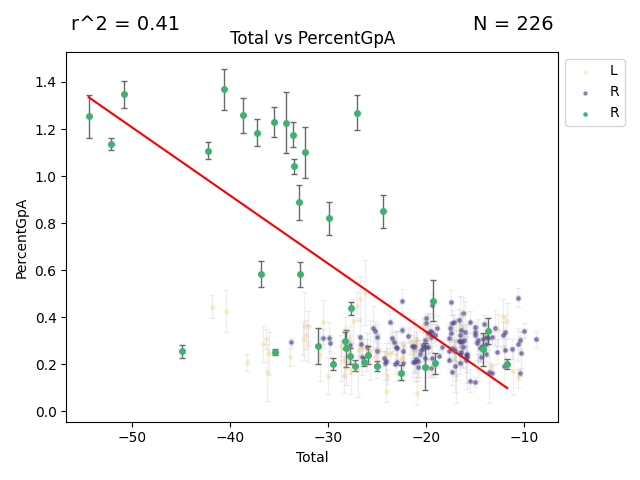 r^2 = 0.41
N = 226
Total vs PercentGpA
L
R
R
PercentGpA
1.4
1.2
1.0
0.8
0.6
0.4
0.2
0.0
−50
−40
−30
−20
−10
Total